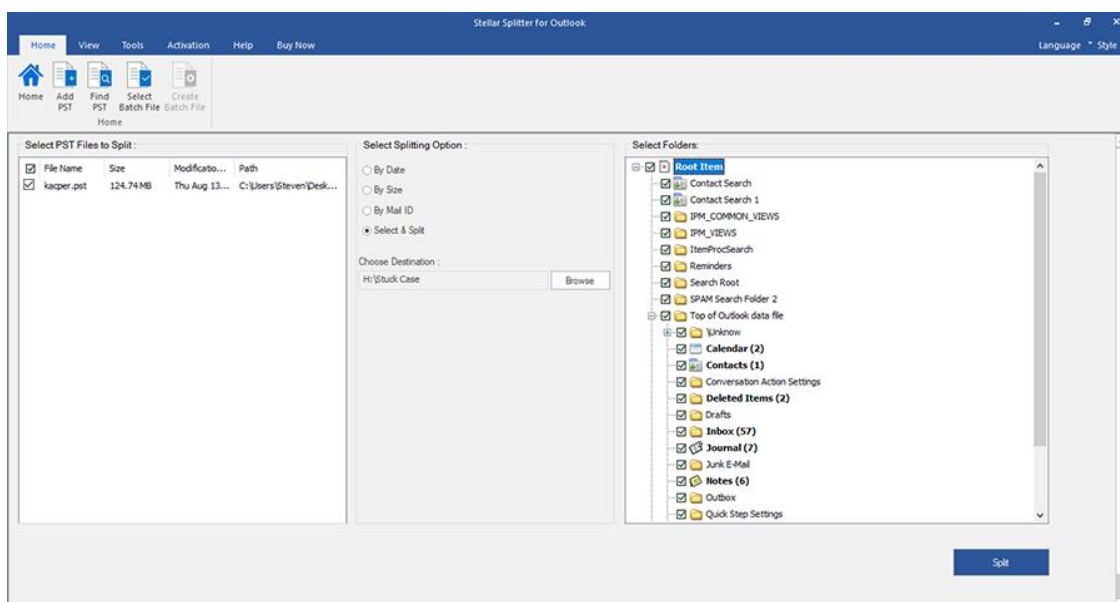 Stellar Splitter for Outlook
Home View Tools Activation Help Buy Now Language Style
Home Add PST Find PST Select Batch File Create Batch File
Home
Select PST Files to Split :
File Name Size Modificatio... Path
kacper.pst 124.74 MB Thu Aug 13... C:\Users\Steven\Desk...
Select Splitting Option :
By Date
By Size
By Mail ID
Select & Split
Choose Destination :
H:\Stuck Case Browse
Select Folders:
Root Item
Contact Search
Contact Search 1
IPM_COMMON_VIEWS
IPM_VIEWS
ItemProcSearch
Reminders
Search Root
SPAM Search Folder 2
Top of Outlook data file
\Unknow
Calendar (2)
Contacts (1)
Conversation Action Settings
Deleted Items (2)
Drafts
Inbox (57)
Journal (7)
Junk E-Mail
Notes (6)
Outbox
Quick Step Settings
Split